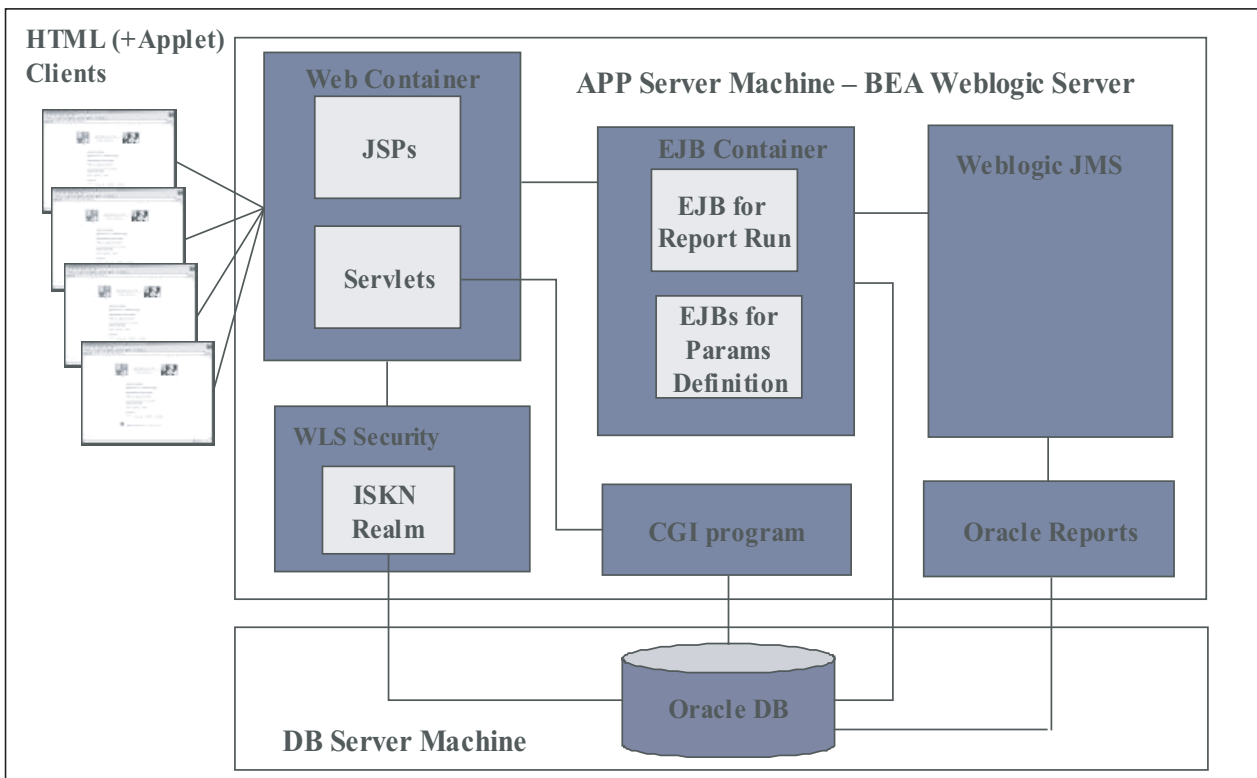 HTML (+Applet)
Clients
APP Server Machine – BEA Weblogic Server
Web Container
JSPs
Servlets
EJB Container
EJB for
Report Run
EJBs for
Params
Definition
Weblogic JMS
WLS Security
ISKN
Realm
CGI program
Oracle Reports
Oracle DB
DB Server Machine